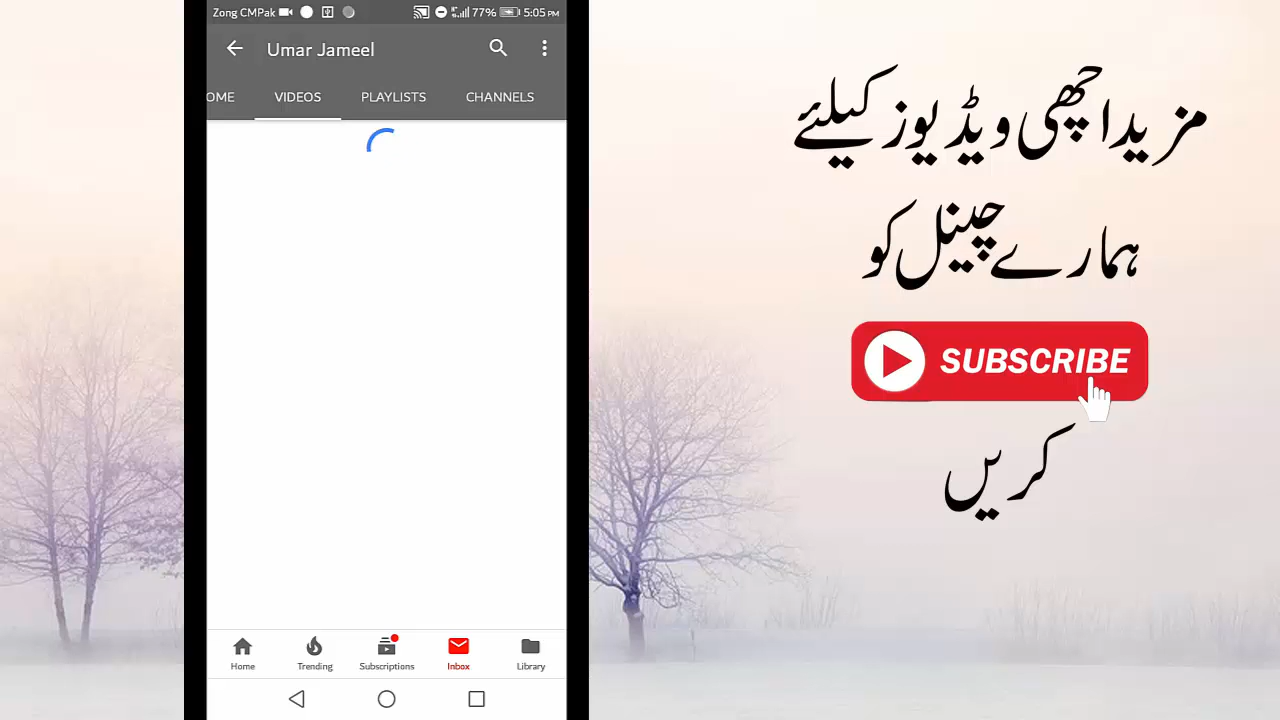 Zong CMPak 77% 5:05 PM
Umar Jameel
OME VIDEOS PLAYLISTS CHANNELS
Home Trending Subscriptions Inbox Library
مزید اچھی ویڈیوز کیلئے
ہمارے چینل کو
SUBSCRIBE
کریں